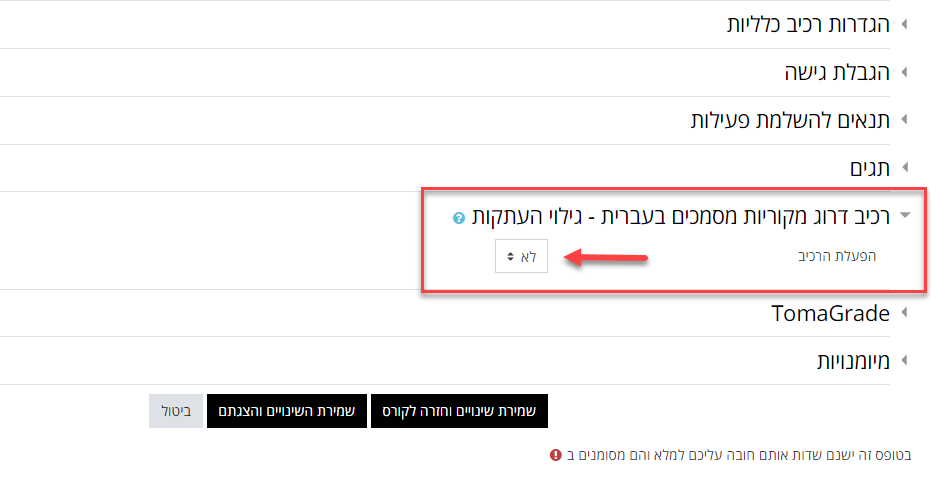 הגדרות רכיב כלליות
הגבלת גישה
תנאים להשלמת פעילות
תגים
רכיב דרוג מקוריות מסמכים בעברית - גילוי העתקות
הפעלת הרכיב לא
TomaGrade
מיומנויות
שמירת שינויים וחזרה לקורס שמירת השינויים והצגתם ביטול
בטופס זה ישנם שדות אותם חובה עליכם למלא והם מסומנים ב